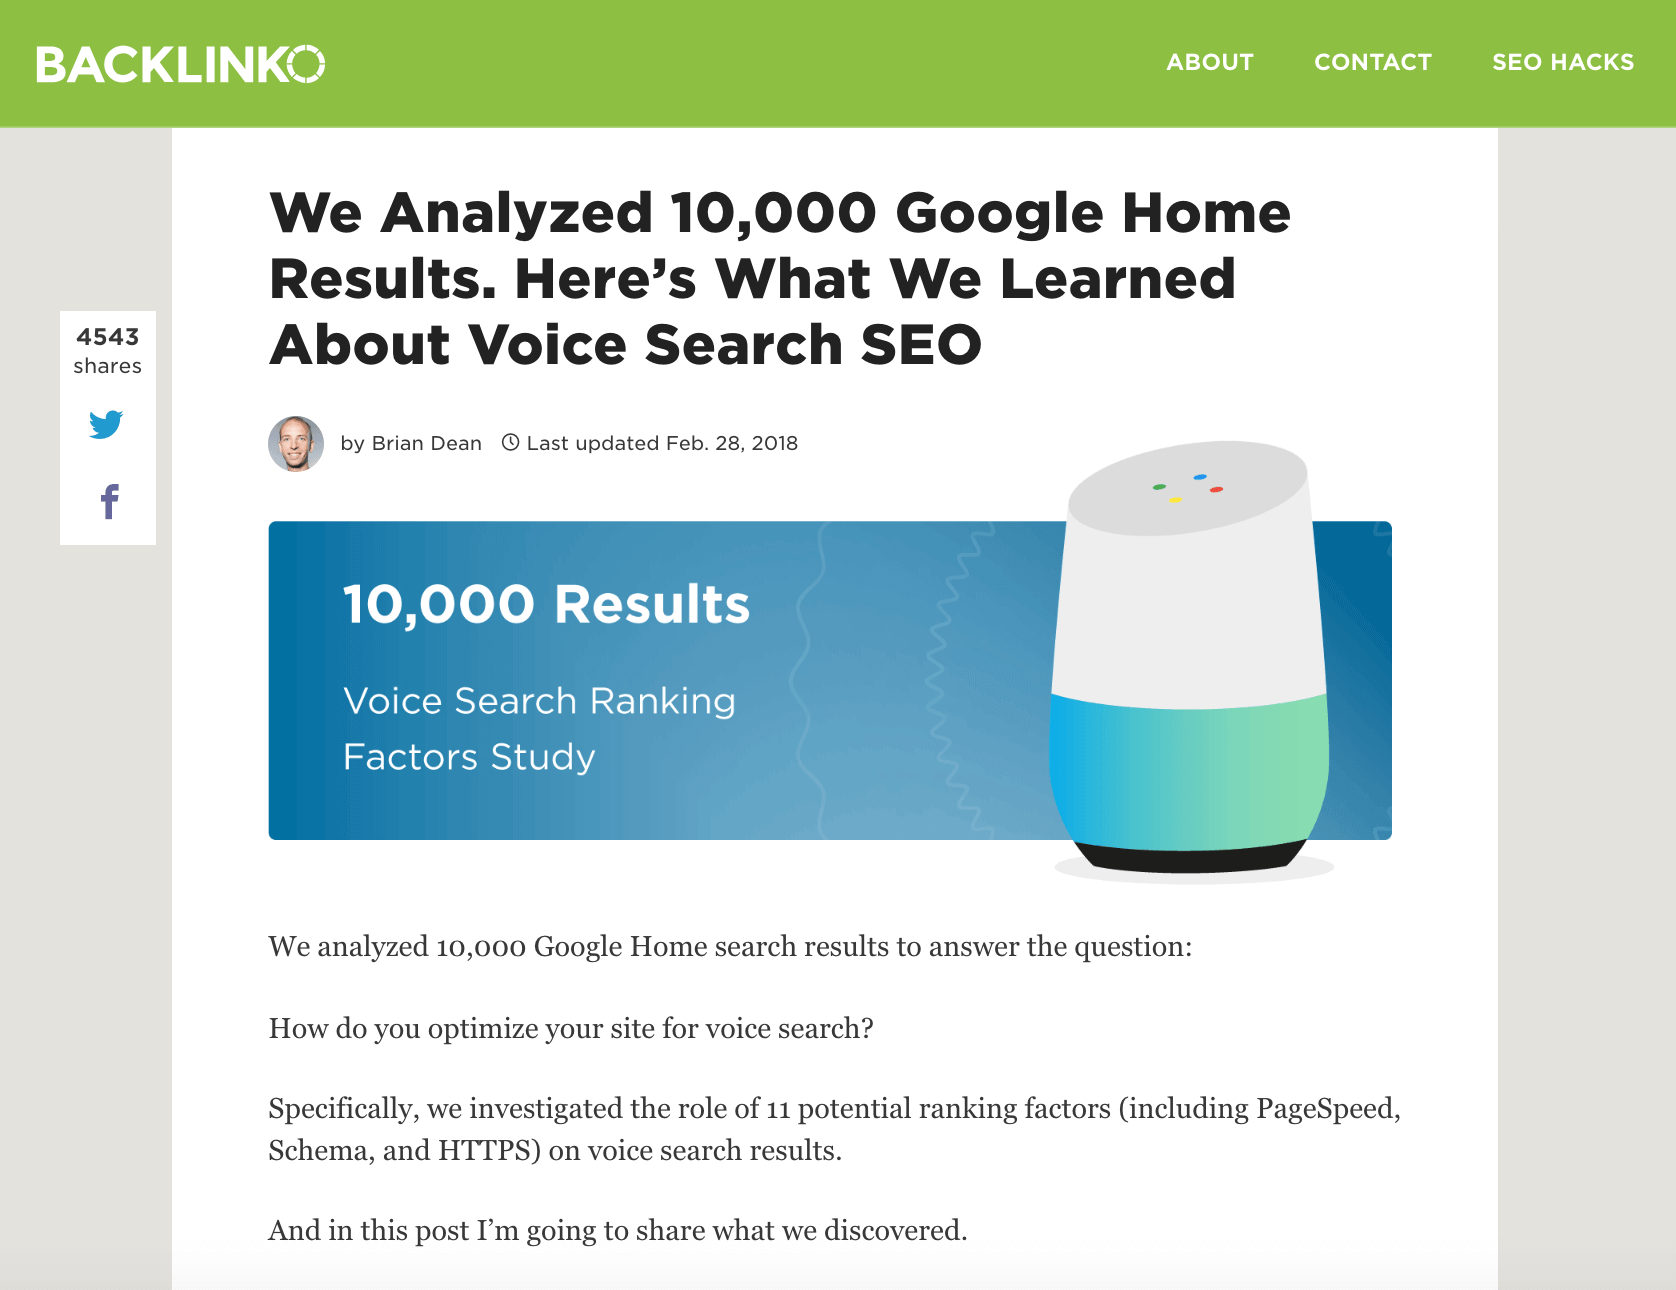 BACKLINKO
ABOUT
CONTACT
SEO HACKS
We Analyzed 10,000 Google Home
Results. Here’s What We Learned
About Voice Search SEO
4543
shares
by Brian Dean
Last updated Feb. 28, 2018
10,000 Results
Voice Search Ranking
Factors Study
We analyzed 10,000 Google Home search results to answer the question:
How do you optimize your site for voice search?
Specifically, we investigated the role of 11 potential ranking factors (including PageSpeed,
Schema, and HTTPS) on voice search results.
And in this post I’m going to share what we discovered.